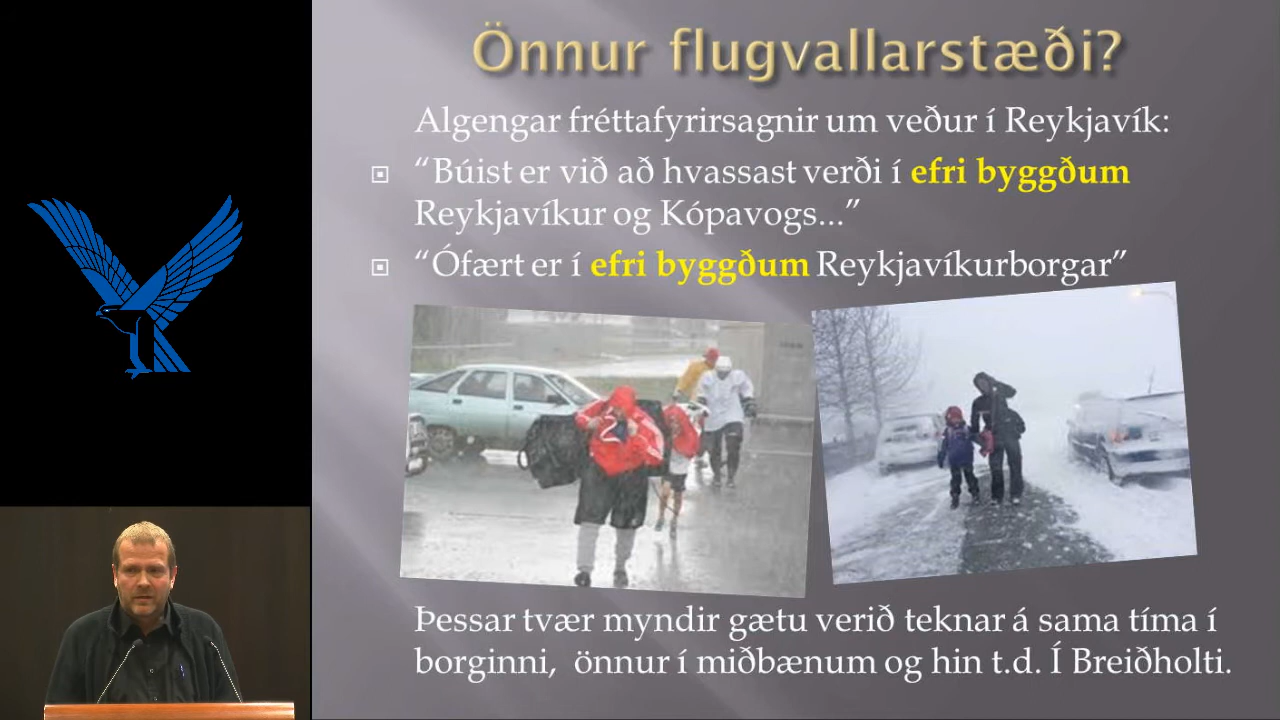 Önnur flugvallarstæði?
Algengar fréttafyrirsagnir um veður í Reykjavík:
“Búist er við að hvassast verði í efri byggðum
Reykjavíkur og Kópavogs...”
“Ófært er í efri byggðum Reykjavíkurborgar”
Þessar tvær myndir gætu verið teknar á sama tíma í
borginni, önnur í miðbænum og hin t.d. Í Breiðholti.